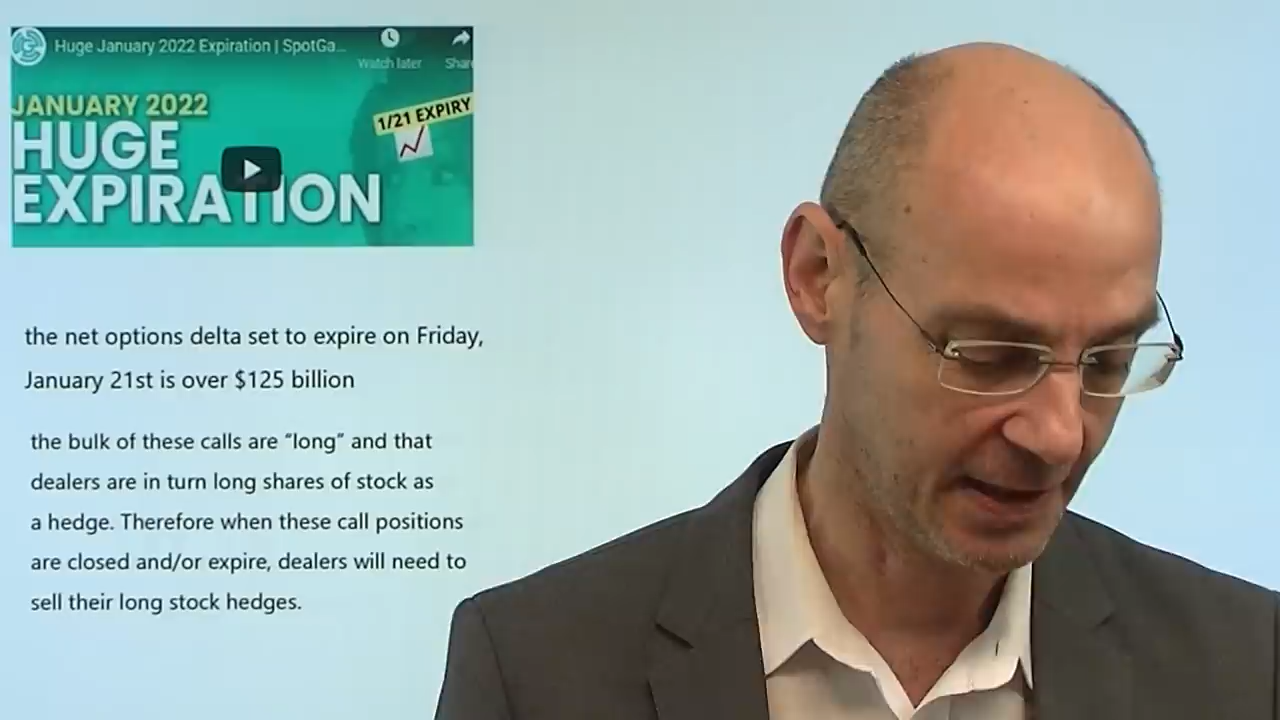 Huge January 2022 Expiration | SpotGa...
Watch later
Share
JANUARY 2022
HUGE
EXPIRATION
1/21 EXPIRY
the net options delta set to expire on Friday,
January 21st is over $125 billion
the bulk of these calls are “long” and that
dealers are in turn long shares of stock as
a hedge. Therefore when these call positions
are closed and/or expire, dealers will need to
sell their long stock hedges.